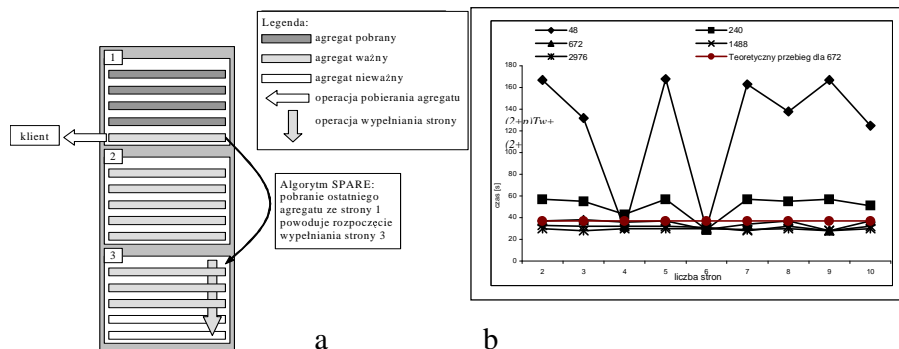 Legenda:
agregat pobrany
agregat ważny
agregat nieważny
operacja pobierania agregatu
operacja wypełniania strony
1
klient
2
Algorytm SPARE:
pobranie ostatniego
agregatu ze strony 1
powoduje rozpoczęcie
wypełniania strony 3
3
a
48
240
672
1488
2976
Teoretyczny przebieg dla 672
180
160
140
120
100
80
60
40
20
0
(2+n)Tw+
(2+
czas [s]
2 3 4 5 6 7 8 9 10
liczba stron
b